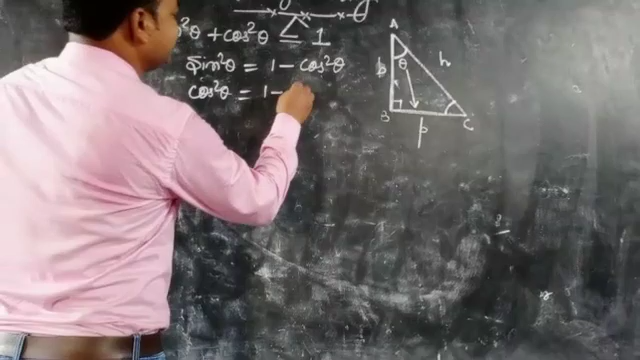 ²θ + cos²θ = 1
Sin²θ = 1 - cos²θ
cos²θ = 1 -
A
θ
h
b
B
C
p